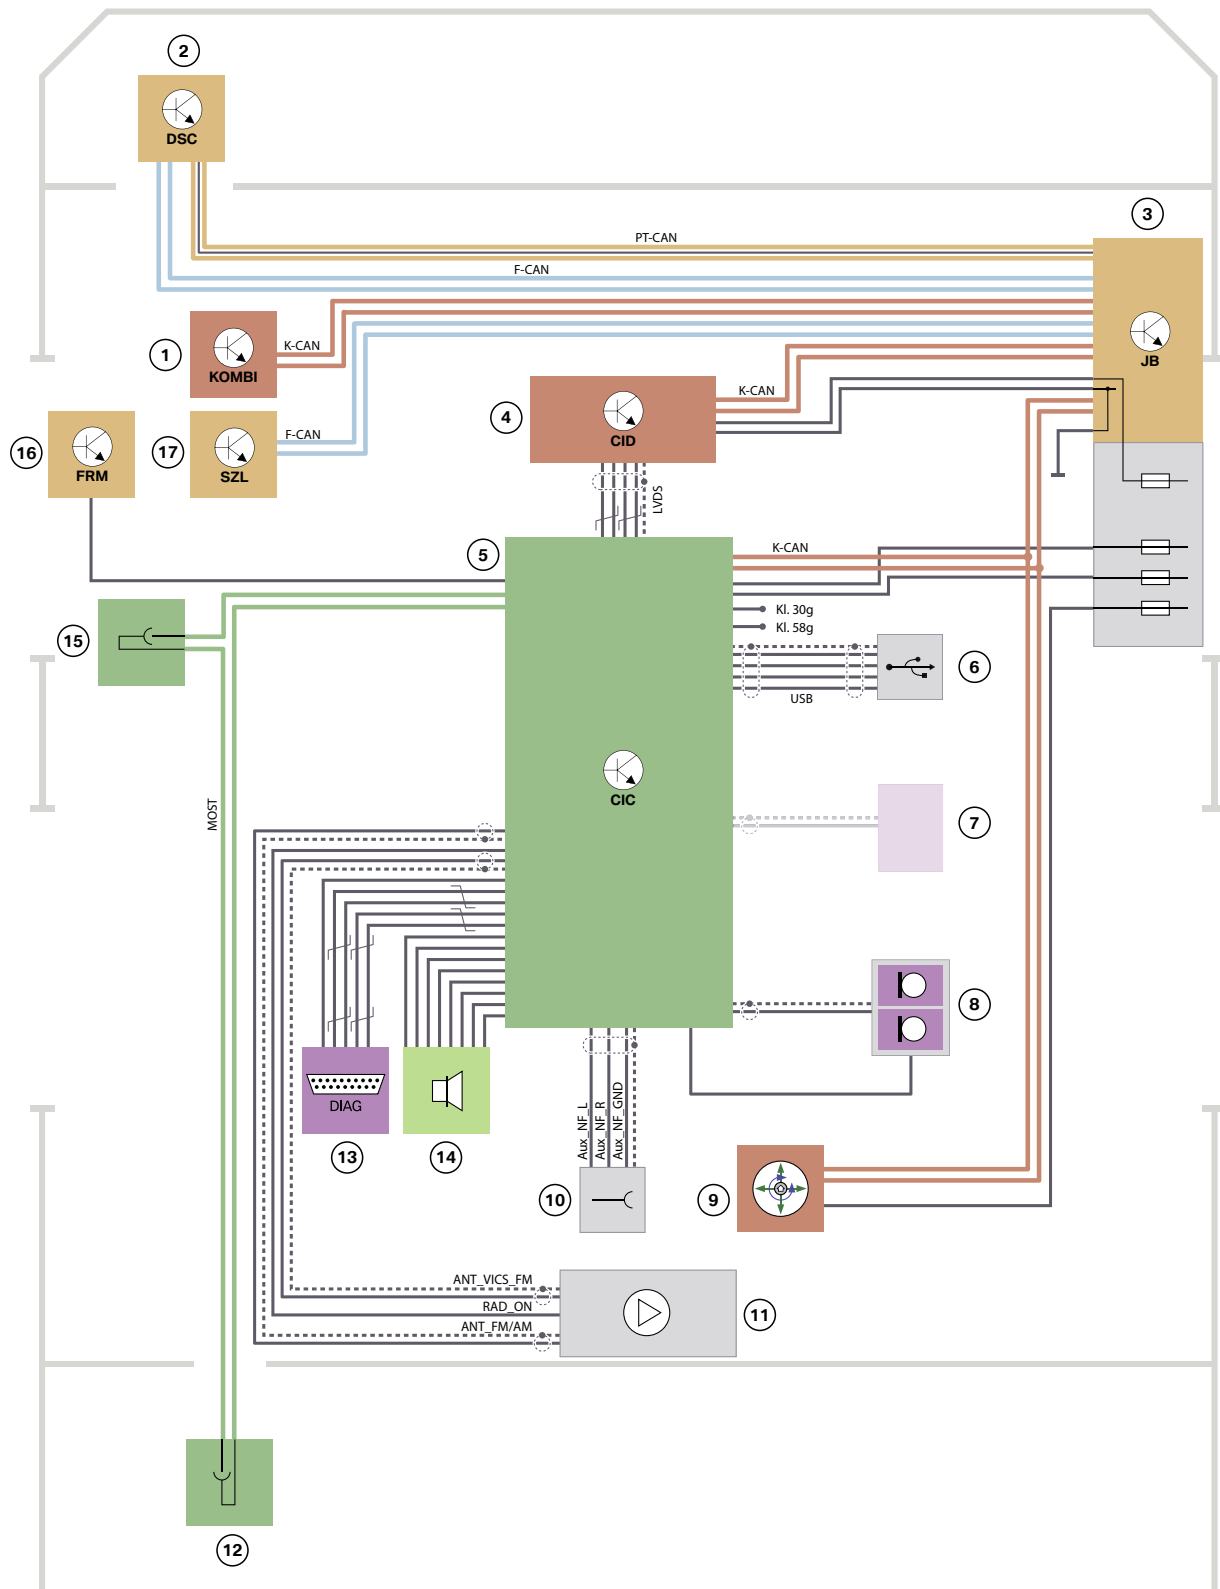 2
DSC
3
PT-CAN
F-CAN
JB
1
K-CAN
KOMBI
K-CAN
4
CID
16
FRM
17
F-CAN
SZL
LVDS
5
K-CAN
Kl. 30g
Kl. 58g
15
6
USB
CIC
MOST
7
8
DIAG
13
14
Aux_NF_L
Aux_NF_R
Aux_NF_GND
10
9
ANT_VICS_FM
RAD_ON
ANT_FM/AM
11
12